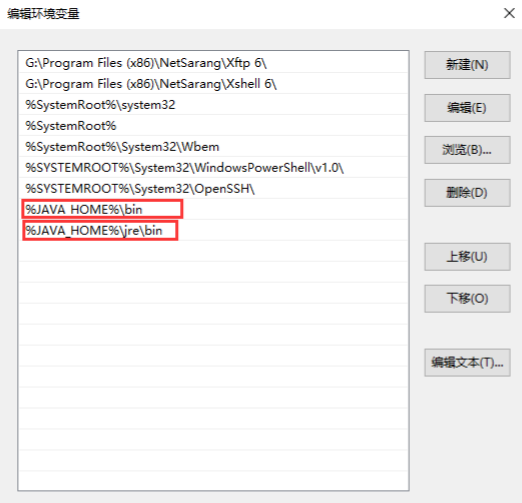 编辑环境变量
G:\Program Files (x86)\NetSarang\Xftp 6\
G:\Program Files (x86)\NetSarang\Xshell 6\
%SystemRoot%\system32
%SystemRoot%
%SystemRoot%\System32\Wbem
%SYSTEMROOT%\System32\WindowsPowerShell\v1.0\
%SYSTEMROOT%\System32\OpenSSH\
%JAVA_HOME%\bin
%JAVA_HOME%\jre\bin
新建(N)
编辑(E)
浏览(B)...
删除(D)
上移(U)
下移(O)
编辑文本(T)...